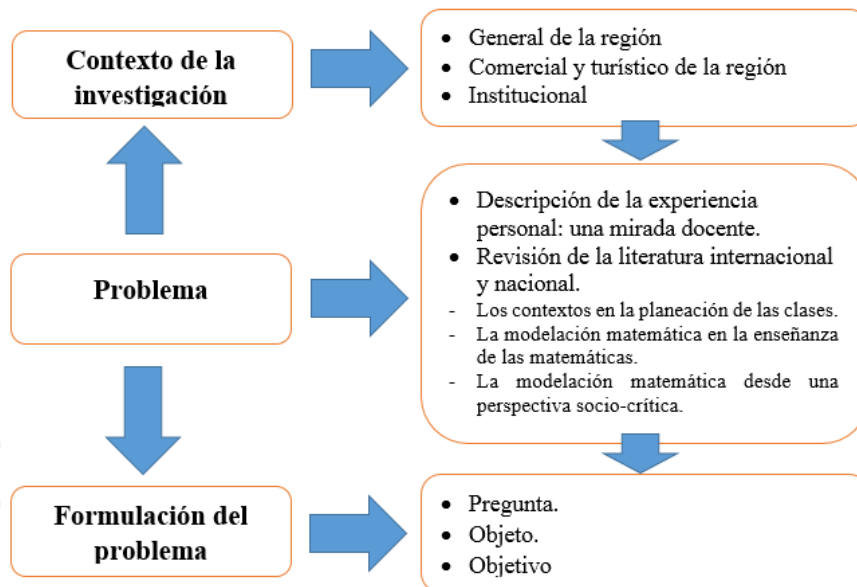 Contexto de la
investigación
• General de la región
• Comercial y turístico de la región
• Institucional
Problema
• Descripción de la experiencia
personal: una mirada docente.
• Revisión de la literatura internacional
y nacional.
- Los contextos en la planeación de las clases.
- La modelación matemática en la enseñanza
de las matemáticas.
- La modelación matemática desde una
perspectiva socio-crítica.
Formulación del
problema
• Pregunta.
• Objeto.
• Objetivo